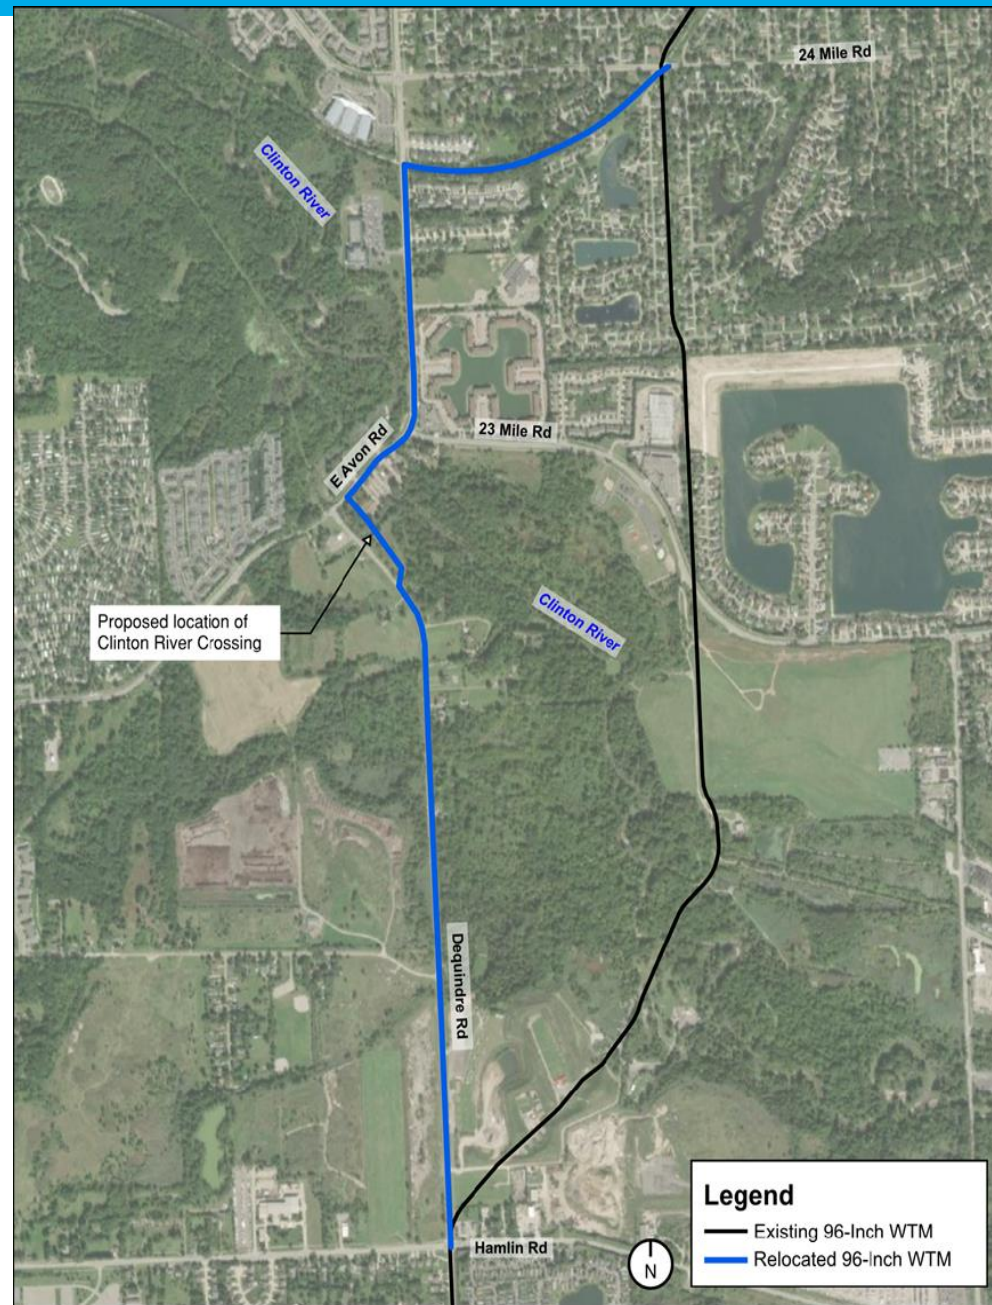 24 Mile Rd
Clinton River
E Avon Rd
23 Mile Rd
Proposed location of
Clinton River Crossing
Clinton River
Dequindre Rd
Hamlin Rd
N
Legend
Existing 96-Inch WTM
Relocated 96-Inch WTM